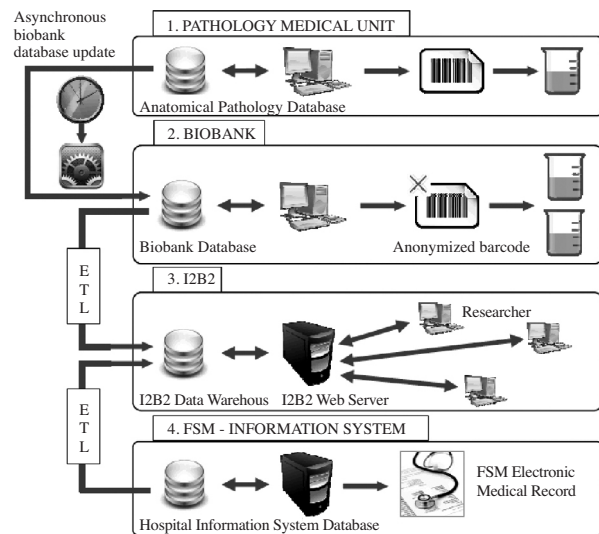 Asynchronous
biobank
database update
1. PATHOLOGY MEDICAL UNIT
Anatomical Pathology Database
2. BIOBANK
Biobank Database
Anonymized barcode
E
T
L
3. I2B2
Researcher
I2B2 Data Warehous
I2B2 Web Server
E
T
L
4. FSM - INFORMATION SYSTEM
FSM Electronic
Medical Record
Hospital Information System Database